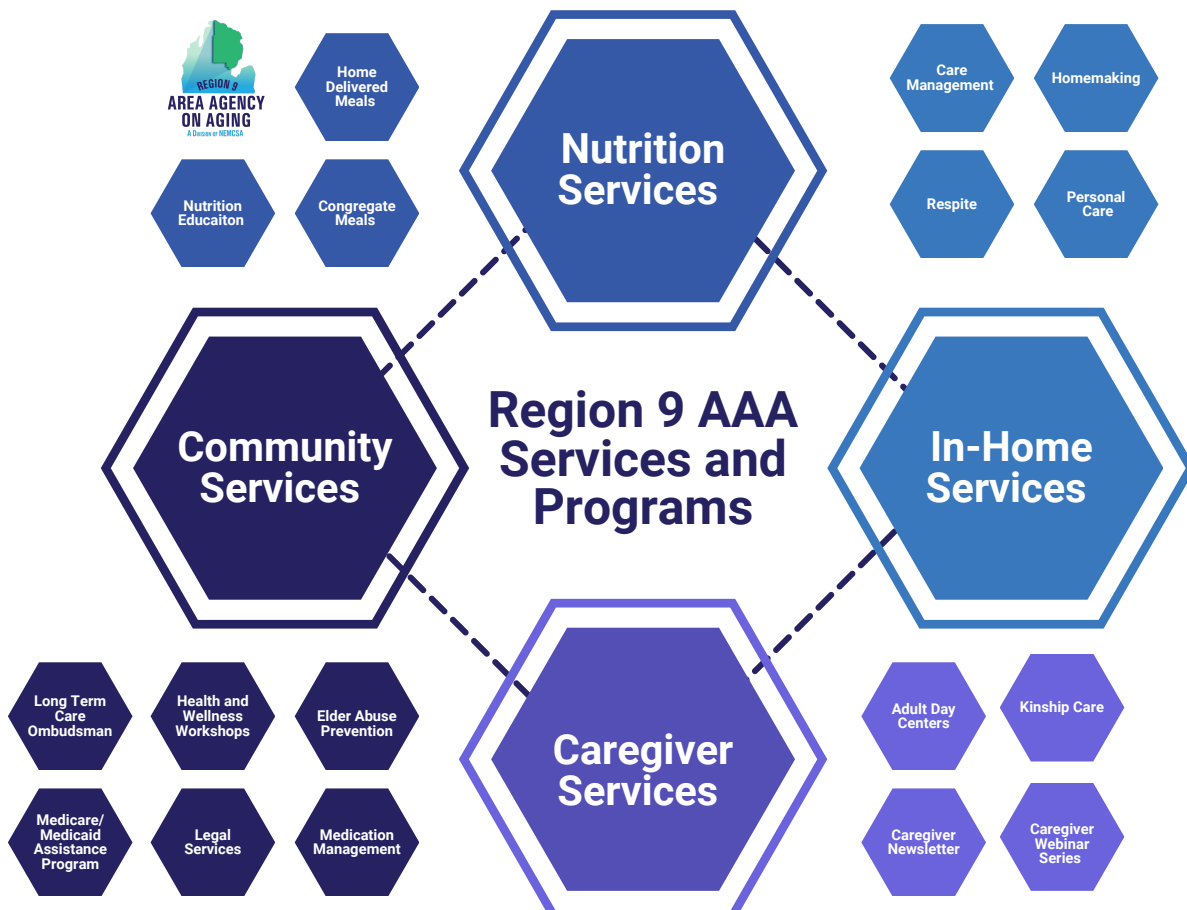 REGION 9
AREA AGENCY
ON AGING
A Division of NEMCSA
Home
Delivered
Meals
Nutrition
Educaiton
Congregate
Meals
Nutrition
Services
Care
Management
Homemaking
Respite
Personal
Care
Community
Services
Region 9 AAA
Services and
Programs
In-Home
Services
Long Term
Care
Ombudsman
Health and
Wellness
Workshops
Elder Abuse
Prevention
Medicare/
Medicaid
Assistance
Program
Legal
Services
Medication
Management
Caregiver
Services
Adult Day
Centers
Kinship Care
Caregiver
Newsletter
Caregiver
Webinar
Series